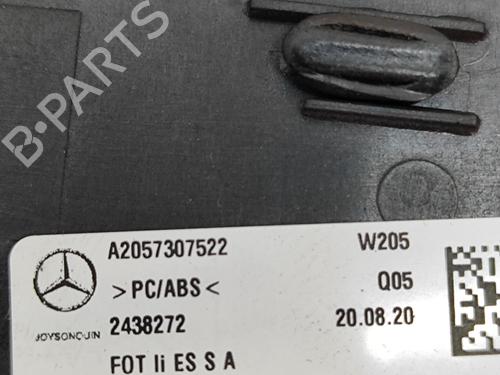 B-PARTS
A2057307522 W205
>PC/ABS< Q05
JOYSONQUIN 2438272 20.08.20
FOT li ES S A